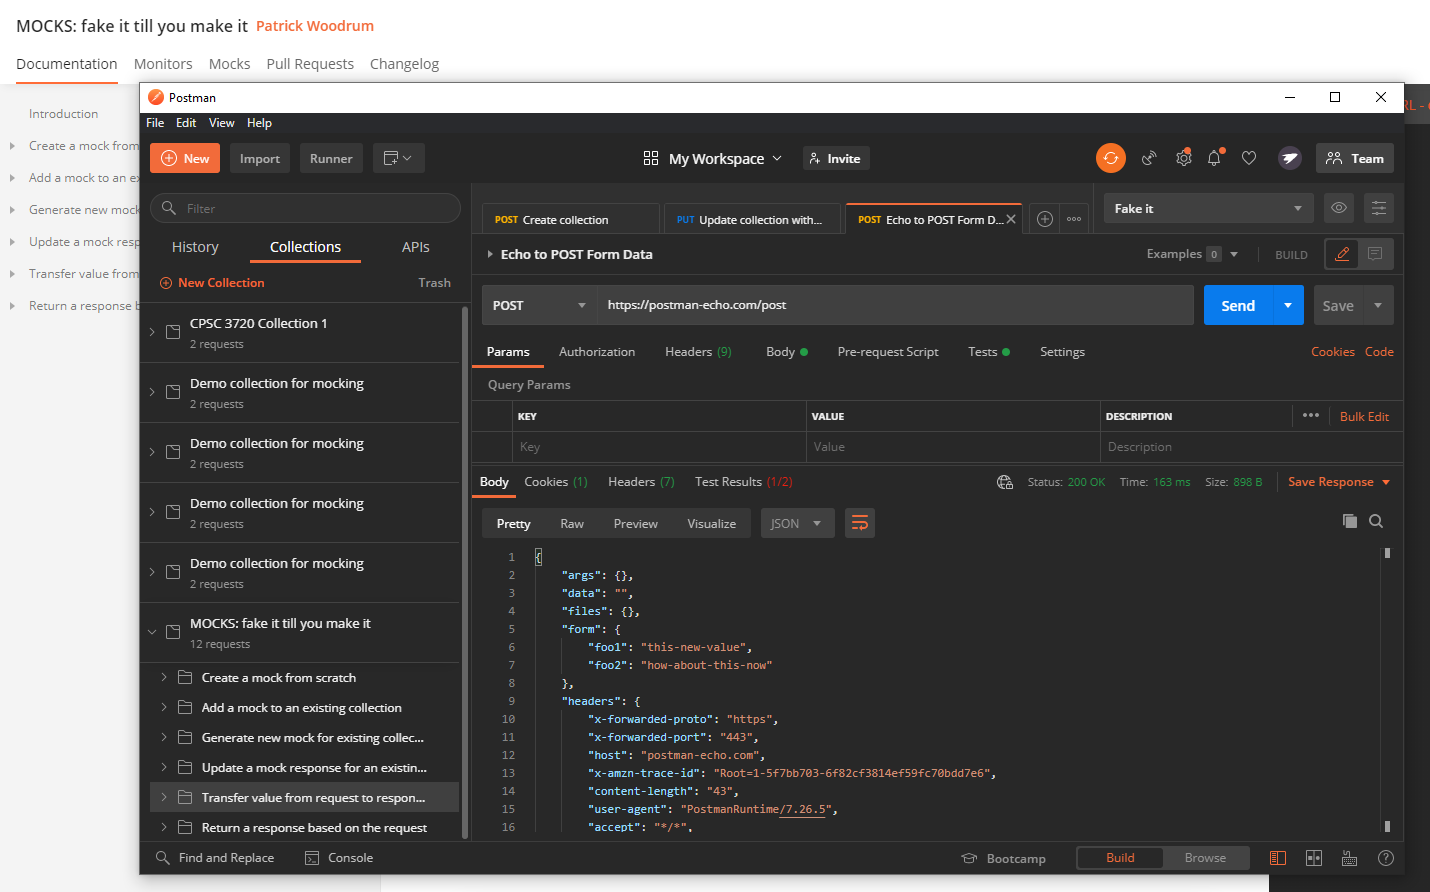 MOCKS: fake it till you make it Patrick Woodrum
Documentation Monitors Mocks Pull Requests Changelog
Introduction
Create a mock from
Add a mock to an ex
Generate new mock
Update a mock resp
Transfer value from
Return a response b
RL -
Postman
File Edit View Help
New Import Runner
My Workspace Invite
Team
Filter
History Collections APIs
New Collection Trash
CPSC 3720 Collection 1
2 requests
Demo collection for mocking
2 requests
Demo collection for mocking
2 requests
Demo collection for mocking
2 requests
Demo collection for mocking
2 requests
MOCKS: fake it till you make it
12 requests
Create a mock from scratch
Add a mock to an existing collection
Generate new mock for existing collec...
Update a mock response for an existin...
Transfer value from request to respon...
Return a response based on the request
POST Create collection PUT Update collection with... POST Echo to POST Form D...
Fake it
Echo to POST Form Data
Examples 0 BUILD
POST https://postman-echo.com/post Send Save
Params Authorization Headers (9) Body Pre-request Script Tests Settings Cookies Code
Query Params
KEY VALUE DESCRIPTION Bulk Edit
Key Value Description
Body Cookies (1) Headers (7) Test Results (1/2) Status: 200 OK Time: 163 ms Size: 898 B Save Response
Pretty Raw Preview Visualize JSON
1 {
2 "args": {},
3 "data": "",
4 "files": {},
5 "form": {
6 "foo1": "this-new-value",
7 "foo2": "how-about-this-now"
8 },
9 "headers": {
10 "x-forwarded-proto": "https",
11 "x-forwarded-port": "443",
12 "host": "postman-echo.com",
13 "x-amzn-trace-id": "Root=1-5f7bb703-6f82cf3814ef59fc70bdd7e6",
14 "content-length": "43",
15 "user-agent": "PostmanRuntime/7.26.5",
16 "accept": "*/*",
Find and Replace Console Bootcamp Build Browse